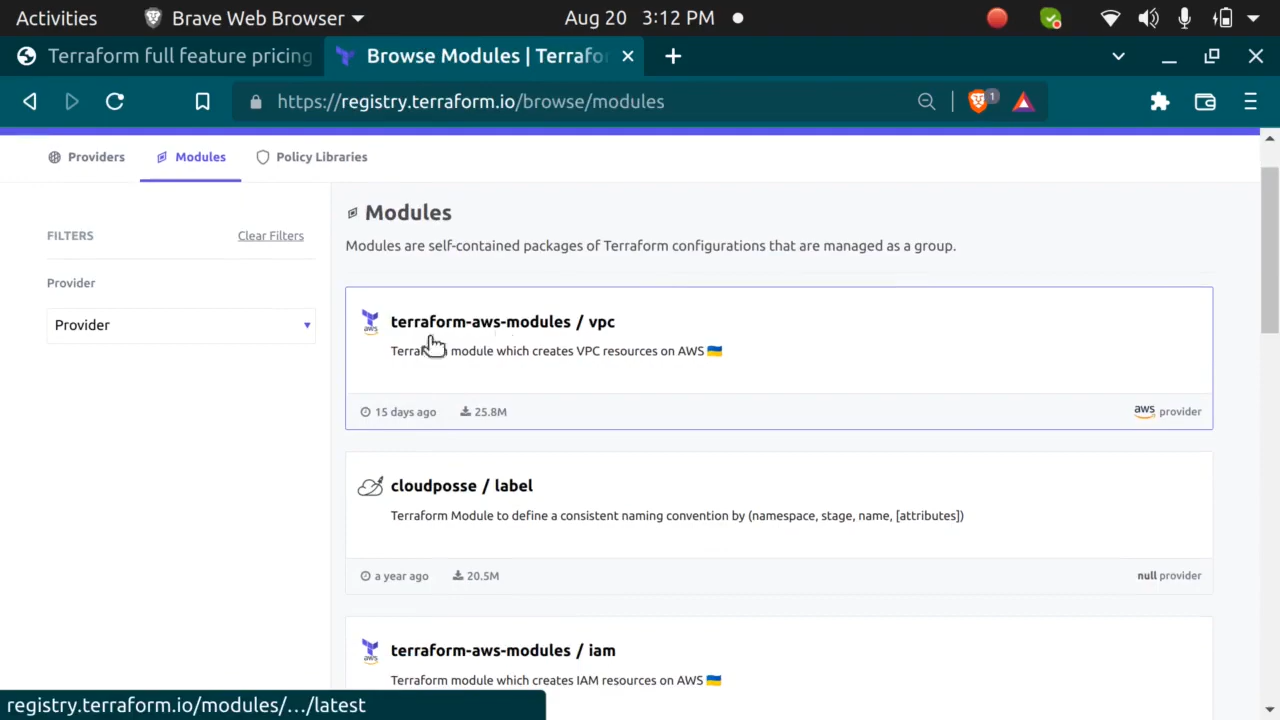 Activities Brave Web Browser Aug 20 3:12 PM
Terraform full feature pricing Browse Modules | Terrafor
https://registry.terraform.io/browse/modules 1
Providers Modules Policy Libraries
FILTERS Clear Filters
Provider
Provider
Modules
Modules are self-contained packages of Terraform configurations that are managed as a group.
aws terraform-aws-modules / vpc
Terraform module which creates VPC resources on AWS 🇺🇦
15 days ago 25.8M aws provider
cloudposse / label
Terraform Module to define a consistent naming convention by (namespace, stage, name, [attributes])
a year ago 20.5M null provider
aws terraform-aws-modules / iam
Terraform module which creates IAM resources on AWS 🇺🇦
registry.terraform.io/modules/…/latest